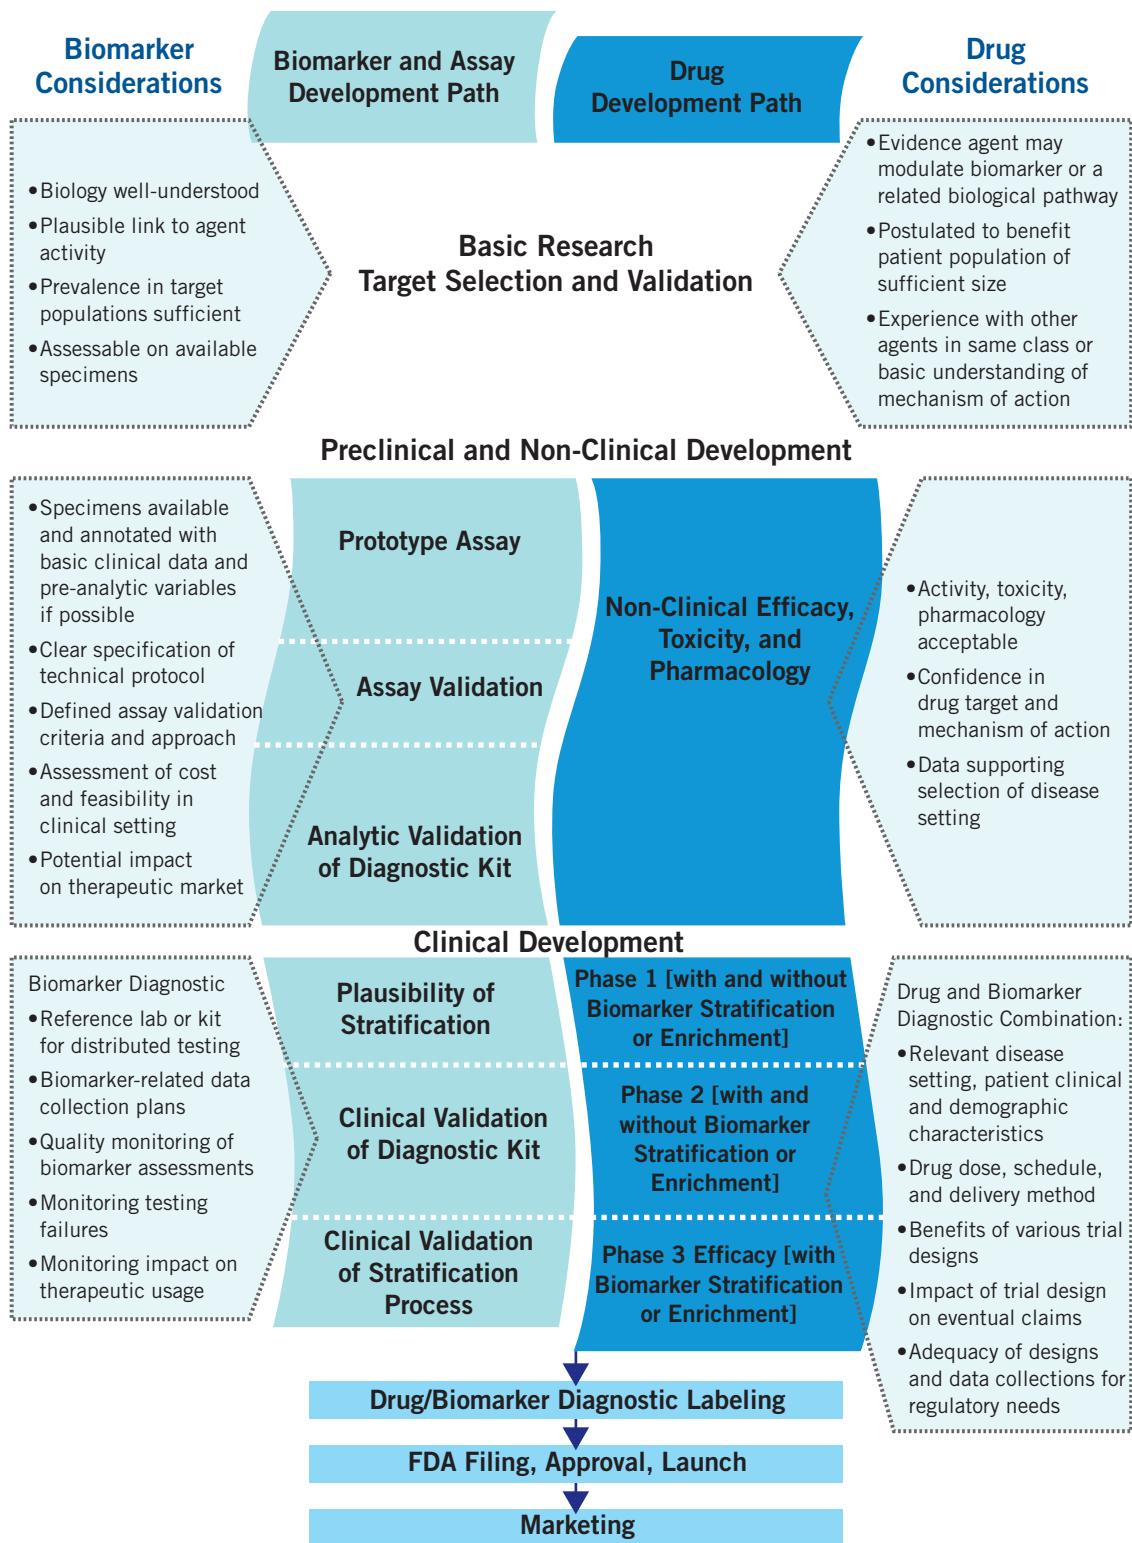 Biomarker
Considerations
Biomarker and Assay
Development Path
Drug
Development Path
Drug
Considerations
•Biology well-understood
•Plausible link to agent
activity
•Prevalence in target
populations sufficient
•Assessable on available
specimens
Basic Research
Target Selection and Validation
•Evidence agent may
modulate biomarker or a
related biological pathway
•Postulated to benefit
patient population of
sufficient size
•Experience with other
agents in same class or
basic understanding of
mechanism of action
Preclinical and Non-Clinical Development
•Specimens available
and annotated with
basic clinical data and
pre-analytic variables
if possible
•Clear specification of
technical protocol
•Defined assay validation
criteria and approach
•Assessment of cost
and feasibility in
clinical setting
•Potential impact
on therapeutic market
Prototype Assay
Assay Validation
Analytic Validation
of Diagnostic Kit
Non-Clinical Efficacy,
Toxicity, and
Pharmacology
•Activity, toxicity,
pharmacology
acceptable
•Confidence in
drug target and
mechanism of action
•Data supporting
selection of disease
setting
Clinical Development
Biomarker Diagnostic
•Reference lab or kit
for distributed testing
•Biomarker-related data
collection plans
•Quality monitoring of
biomarker assessments
•Monitoring testing
failures
•Monitoring impact on
therapeutic usage
Plausibility of
Stratification
Clinical Validation
of Diagnostic Kit
Clinical Validation
of Stratification
Process
Phase 1 [with and without
Biomarker Stratification
or Enrichment]
Phase 2 [with and
without Biomarker
Stratification or
Enrichment]
Phase 3 Efficacy [with
Biomarker Stratification
or Enrichment]
Drug and Biomarker
Diagnostic Combination:
•Relevant disease
setting, patient clinical
and demographic
characteristics
•Drug dose, schedule,
and delivery method
•Benefits of various trial
designs
•Impact of trial design
on eventual claims
•Adequacy of designs
and data collections for
regulatory needs
Drug/Biomarker Diagnostic Labeling
FDA Filing, Approval, Launch
Marketing